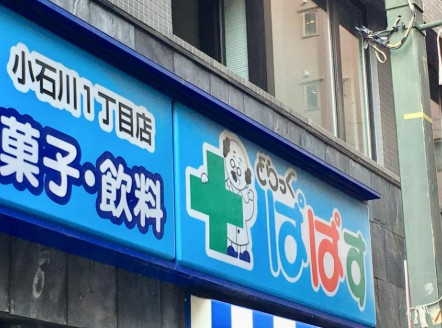 小石川1丁目店
菓子・飲料
どらっぐ
ぱぱす